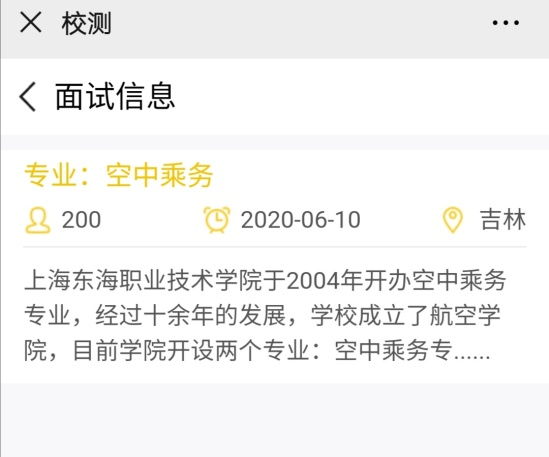 校测
面试信息
专业：空中乘务
200
2020-06-10
吉林
上海东海职业技术学院于2004年开办空中乘务
专业，经过十余年的发展，学校成立了航空学
院，目前学院开设两个专业：空中乘务专......